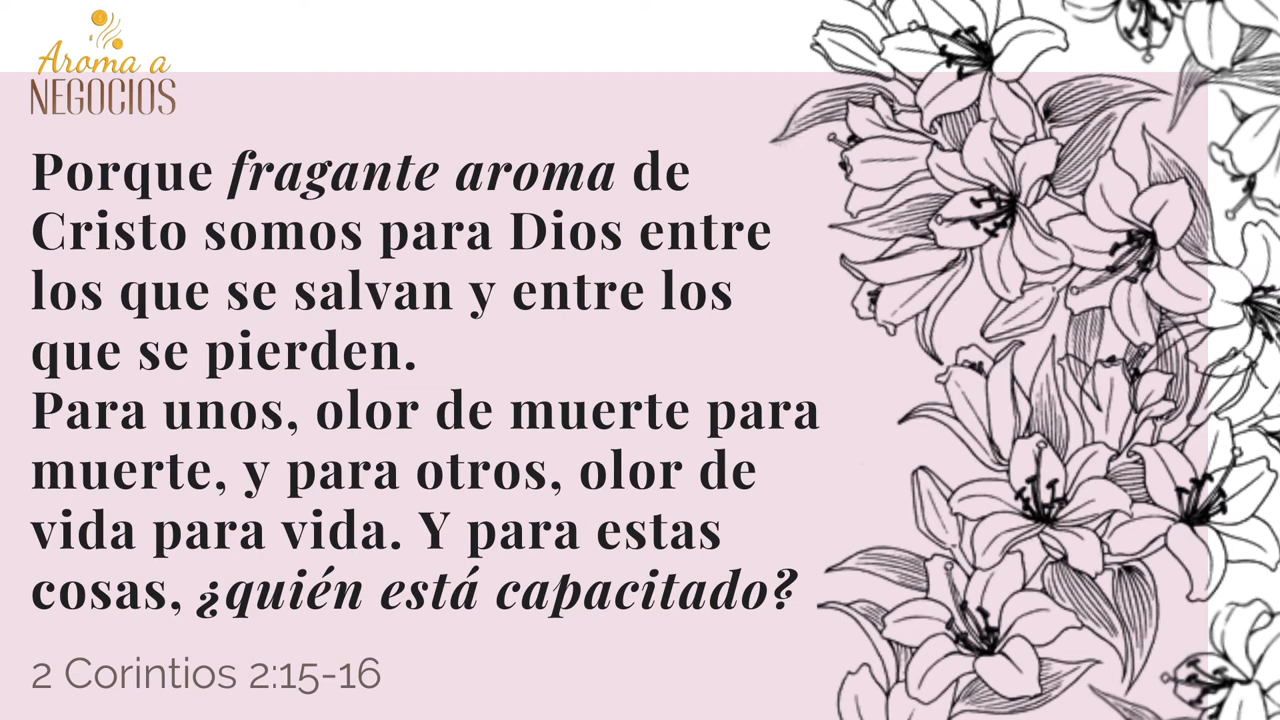 Aroma a
NEGOCIOS
Porque fragante aroma de
Cristo somos para Dios entre
los que se salvan y entre los
que se pierden.
Para unos, olor de muerte para
muerte, y para otros, olor de
vida para vida. Y para estas
cosas, ¿quién está capacitado?
2 Corintios 2:15-16